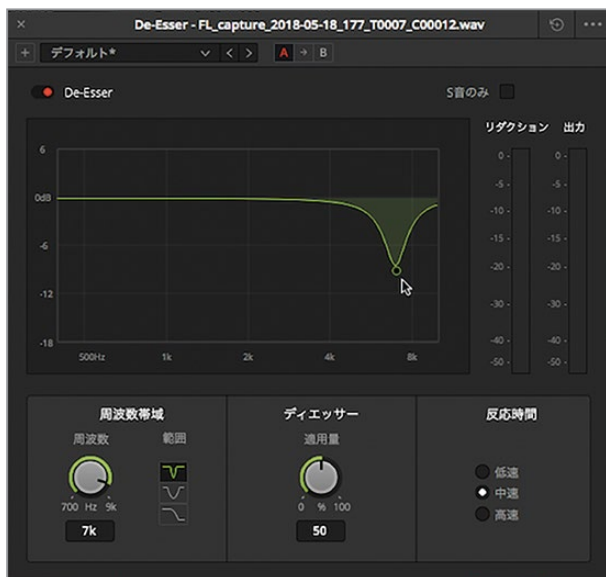 De-Esser - FL_capture_2018-05-18_177_T0007_C00012.wav
デフォルト*
A B
De-Esser
S音のみ
リダクション 出力
6
0dB
-6
-12
-18
500Hz 1k 2k 4k 8k
0- 0-
-5- -5-
-10- -10-
-15- -15-
-20- -20-
-30- -30-
-40- -40-
-50- -50-
周波数帯域 ディエッサー 反応時間
周波数 範囲 適用量
700 Hz 9k 0 % 100
7k 50
低速
中速
高速